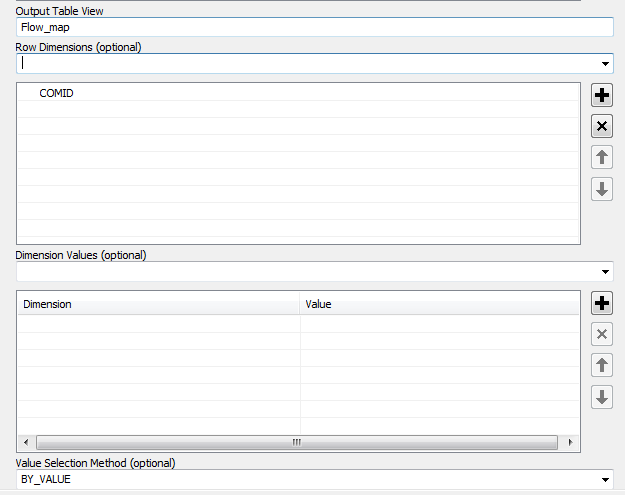 Output Table View
Flow_map
Row Dimensions (optional)
COMID
Dimension Values (optional)
Dimension Value
Value Selection Method (optional)
BY_VALUE